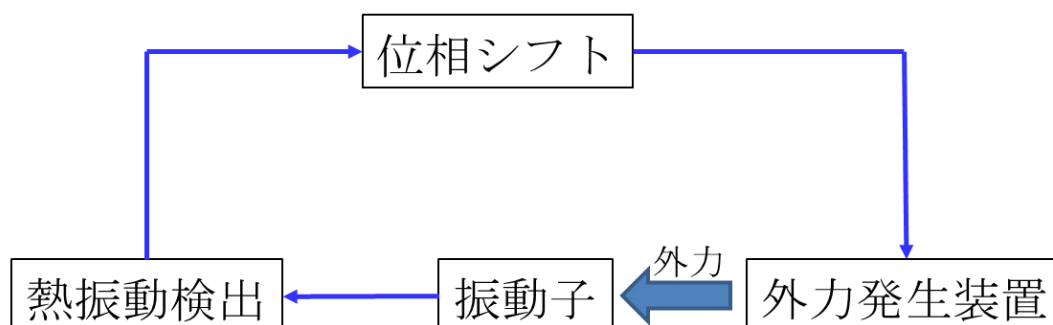 位相シフト
外力
熱振動検出
振動子
外力発生装置